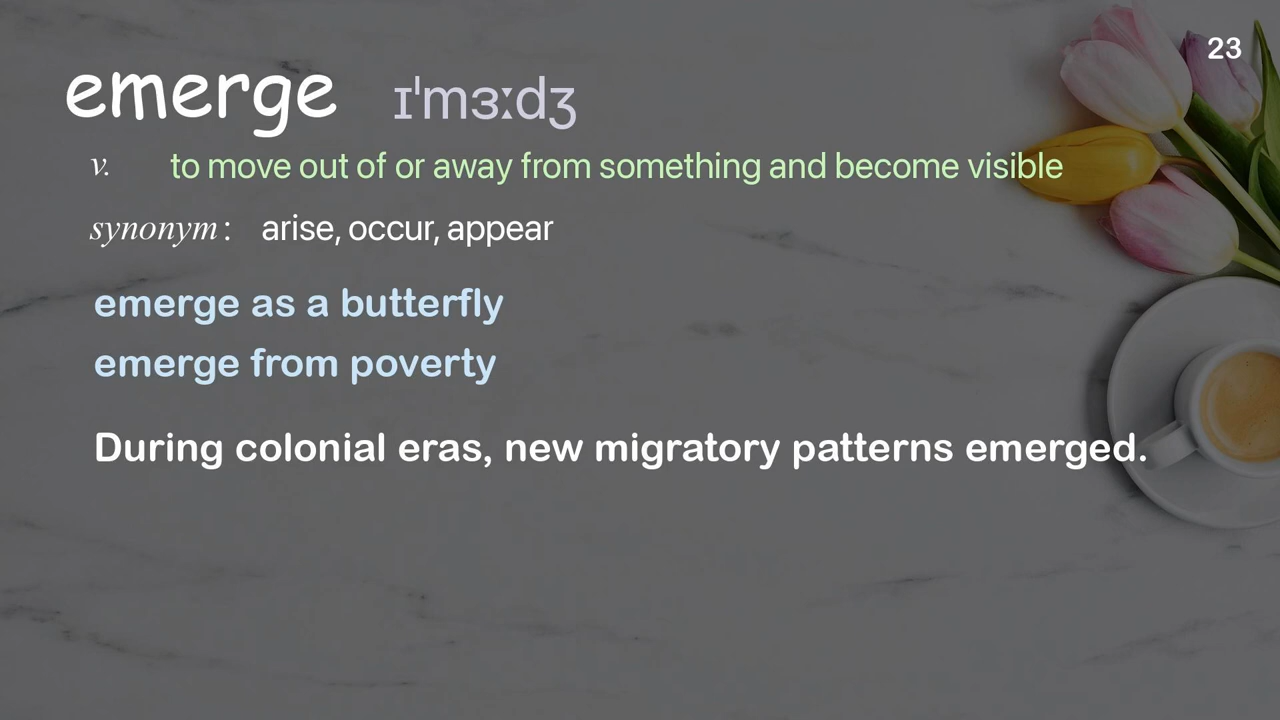 23
emerge ɪˈmɜːdʒ
v. to move out of or away from something and become visible
synonym : arise, occur, appear
emerge as a butterfly
emerge from poverty
During colonial eras, new migratory patterns emerged.